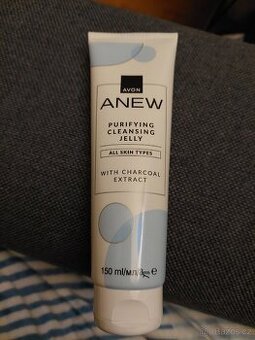 AVON
ANEW
PURIFYING
CLEANSING
JELLY
ALL SKIN TYPES
WITH CHARCOAL
EXTRACT
150 ml/мл/ e